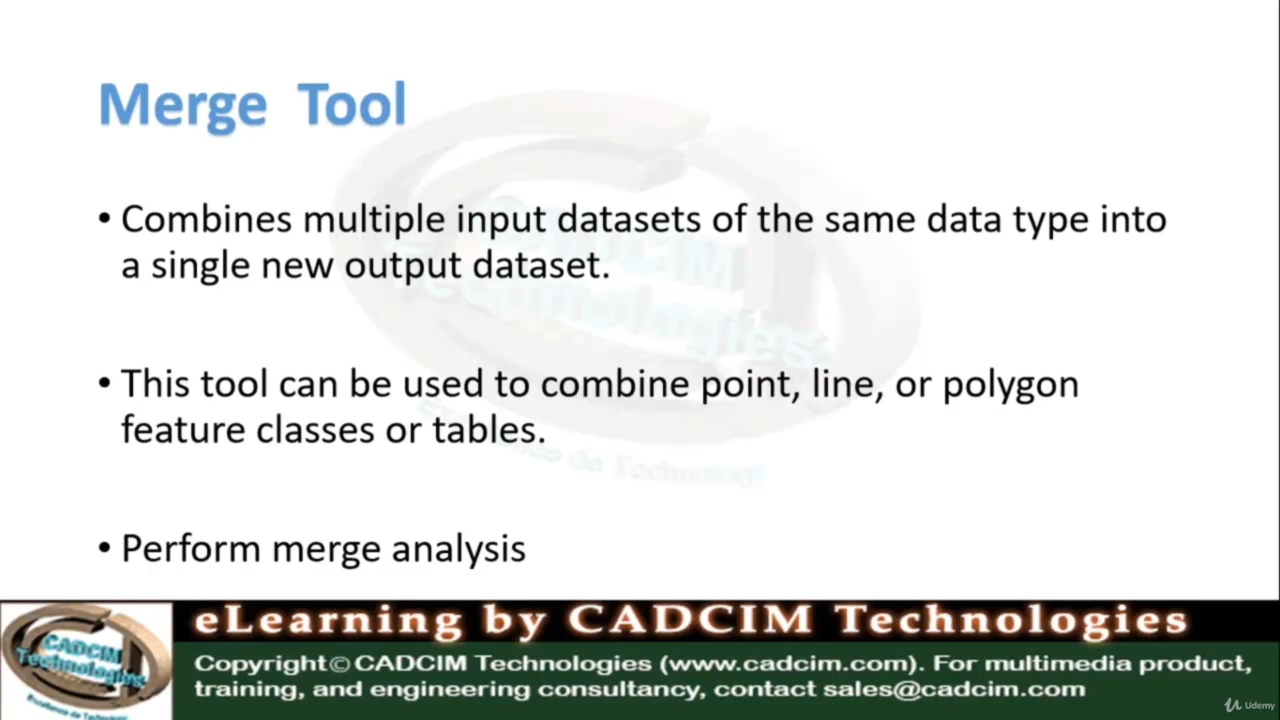 Merge Tool
• Combines multiple input datasets of the same data type into
a single new output dataset.
• This tool can be used to combine point, line, or polygon
feature classes or tables.
• Perform merge analysis
eLearning by CADCIM Technologies
CADCIM
Technologies
Copyright© CADCIM Technologies (www.cadcim.com). For multimedia product,
training, and engineering consultancy, contact sales@cadcim.com
Udemy